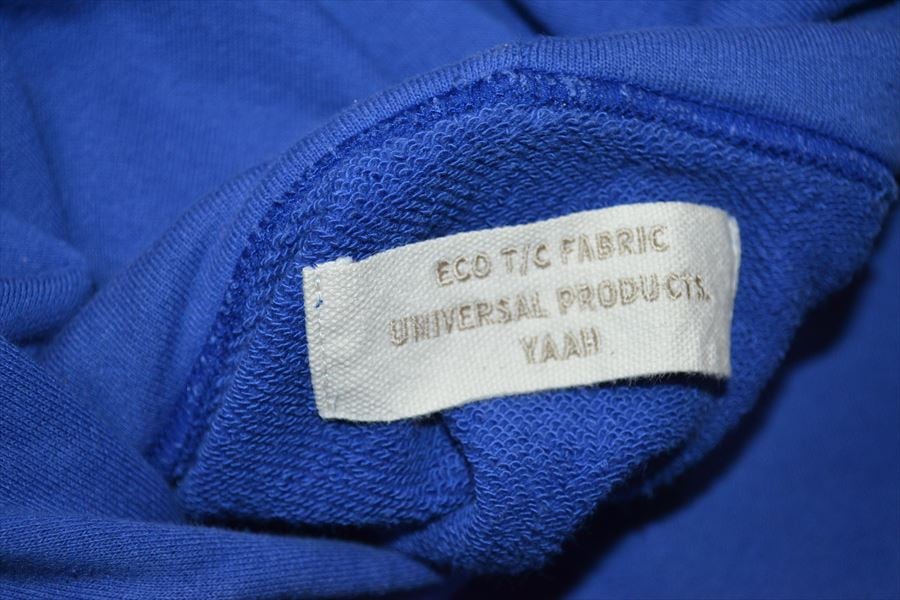 ECO T/C FABRIC
UNIVERSAL PRODUCTS.
YAAH